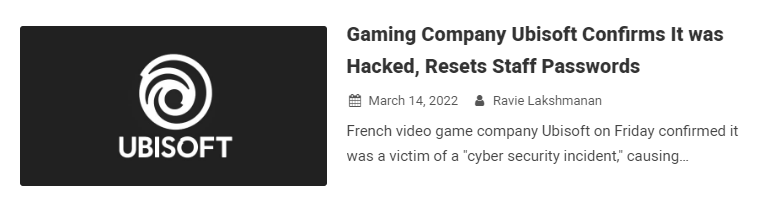 UBISOFT
Gaming Company Ubisoft Confirms It was
Hacked, Resets Staff Passwords
March 14, 2022 Ravie Lakshmanan
French video game company Ubisoft on Friday confirmed it
was a victim of a "cyber security incident," causing...